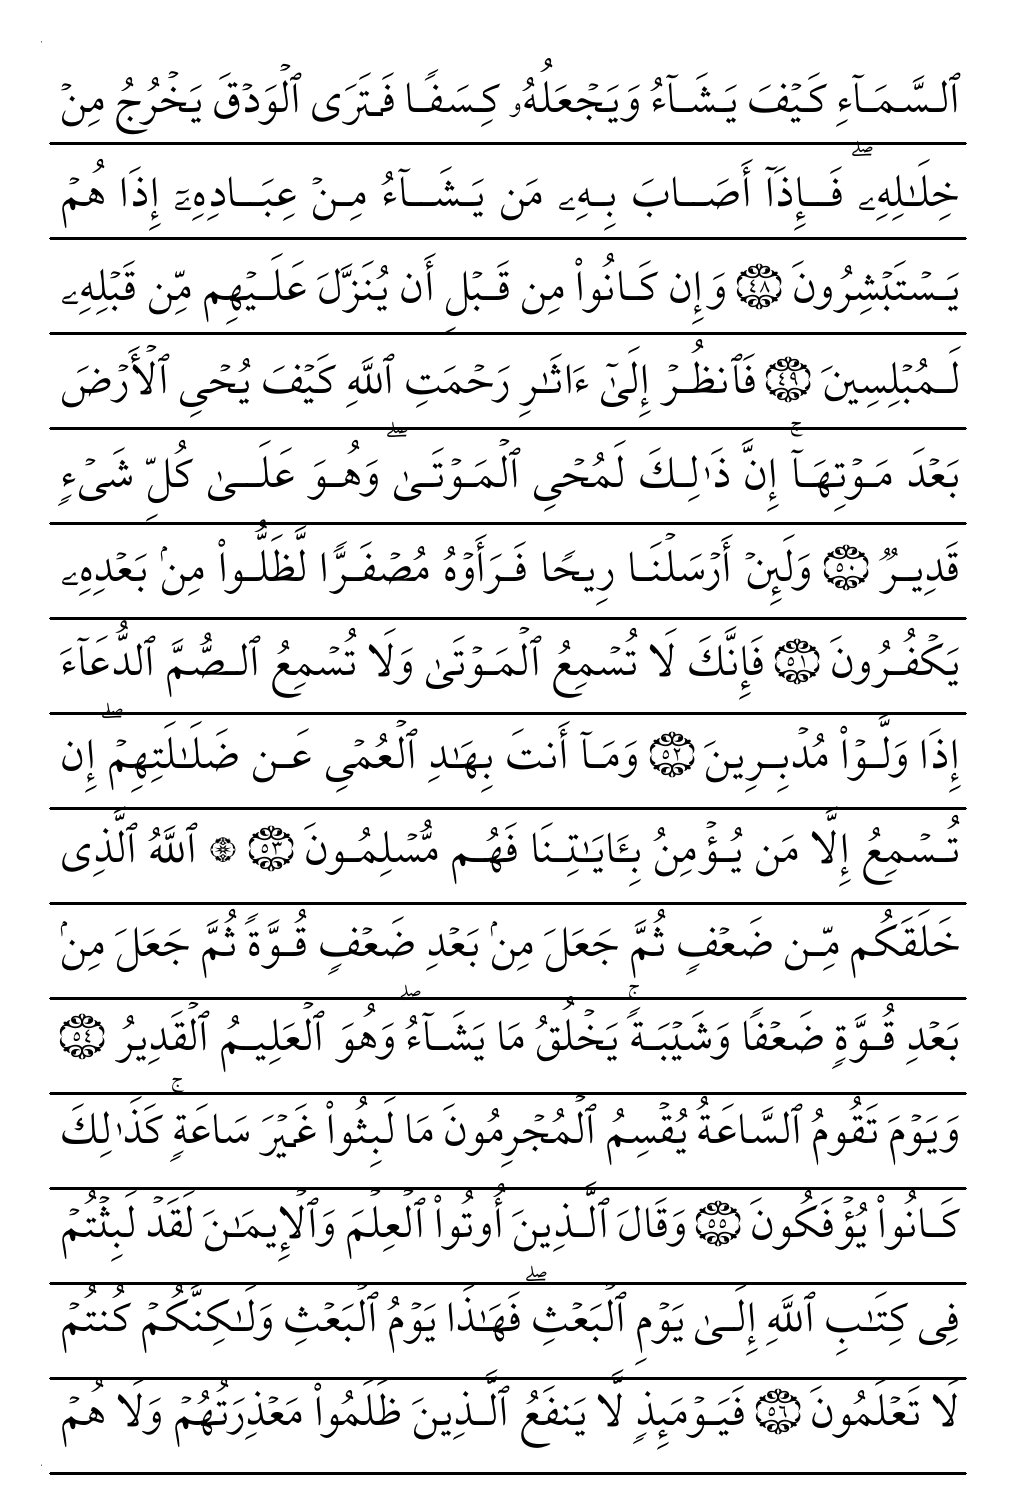 ٱلسَّمَآءِ كَيۡفَ يَشَآءُ وَيَجۡعَلُهُۥ كِسَفٗا فَتَرَى ٱلۡوَدۡقَ يَخۡرُجُ مِنۡ
خِلَٰلِهِۦۖ فَإِذَآ أَصَابَ بِهِۦ مَن يَشَآءُ مِنۡ عِبَادِهِۦٓ إِذَا هُمۡ
يَسۡتَبۡشِرُونَ ٤٨ وَإِن كَانُواْ مِن قَبۡلِ أَن يُنَزَّلَ عَلَيۡهِم مِّن قَبۡلِهِۦ
لَمُبۡلِسِينَ ٤٩ فَٱنظُرۡ إِلَىٰٓ ءَاثَٰرِ رَحۡمَتِ ٱللَّهِ كَيۡفَ يُحۡيِ ٱلۡأَرۡضَ
بَعۡدَ مَوۡتِهَآۚ إِنَّ ذَٰلِكَ لَمُحۡيِ ٱلۡمَوۡتَىٰۖ وَهُوَ عَلَىٰ كُلِّ شَيۡءٖ
قَدِيرٞ ٥٠ وَلَئِنۡ أَرۡسَلۡنَا رِيحٗا فَرَأَوۡهُ مُصۡفَرّٗا لَّظَلُّواْ مِنۢ بَعۡدِهِۦ
يَكۡفُرُونَ ٥١ فَإِنَّكَ لَا تُسۡمِعُ ٱلۡمَوۡتَىٰ وَلَا تُسۡمِعُ ٱلصُّمَّ ٱلدُّعَآءَ
إِذَا وَلَّوۡاْ مُدۡبِرِينَ ٥٢ وَمَآ أَنتَ بِهَٰدِ ٱلۡعُمۡيِ عَن ضَلَٰلَتِهِمۡۖ إِن
تُسۡمِعُ إِلَّا مَن يُؤۡمِنُ بِـَٔايَٰتِنَا فَهُم مُّسۡلِمُونَ ٥٣ ۞ ٱللَّهُ ٱلَّذِي
خَلَقَكُم مِّن ضَعۡفٖ ثُمَّ جَعَلَ مِنۢ بَعۡدِ ضَعۡفٖ قُوَّةٗ ثُمَّ جَعَلَ مِنۢ
بَعۡدِ قُوَّةٖ ضَعۡفٗا وَشَيۡبَةٗۚ يَخۡلُقُ مَا يَشَآءُۖ وَهُوَ ٱلۡعَلِيمُ ٱلۡقَدِيرُ ٥٤
وَيَوۡمَ تَقُومُ ٱلسَّاعَةُ يُقۡسِمُ ٱلۡمُجۡرِمُونَ مَا لَبِثُواْ غَيۡرَ سَاعَةٖۚ كَذَٰلِكَ
كَانُواْ يُؤۡفَكُونَ ٥٥ وَقَالَ ٱلَّذِينَ أُوتُواْ ٱلۡعِلۡمَ وَٱلۡإِيمَٰنَ لَقَدۡ لَبِثۡتُمۡ
فِي كِتَٰبِ ٱللَّهِ إِلَىٰ يَوۡمِ ٱلۡبَعۡثِۖ فَهَٰذَا يَوۡمُ ٱلۡبَعۡثِ وَلَٰكِنَّكُمۡ كُنتُمۡ
لَا تَعۡلَمُونَ ٥٦ فَيَوۡمَئِذٖ لَّا يَنفَعُ ٱلَّذِينَ ظَلَمُواْ مَعۡذِرَتُهُمۡ وَلَا هُمۡ